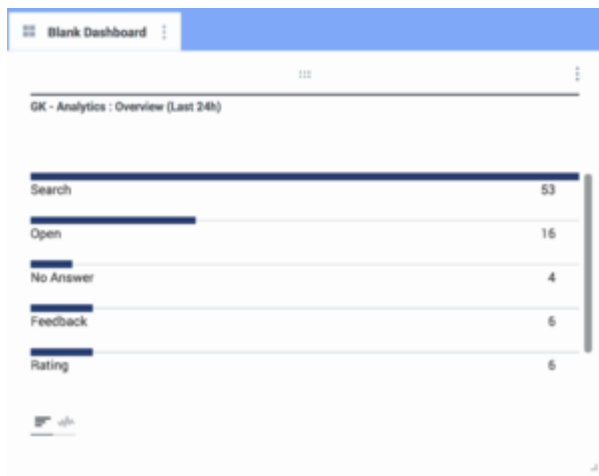 Blank Dashboard
GK - Analytics : Overview (Last 24h)
Search 53
Open 16
No Answer 4
Feedback 6
Rating 6